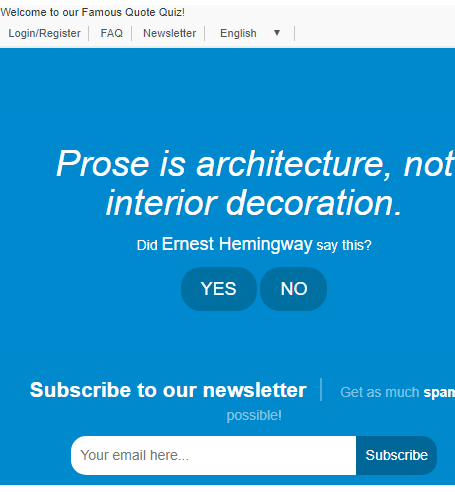 Welcome to our Famous Quote Quiz!
Login/Register FAQ Newsletter English ▼
Prose is architecture, not
interior decoration.
Did Ernest Hemingway say this?
YES NO
Subscribe to our newsletter Get as much spam
possible!
Your email here... Subscribe